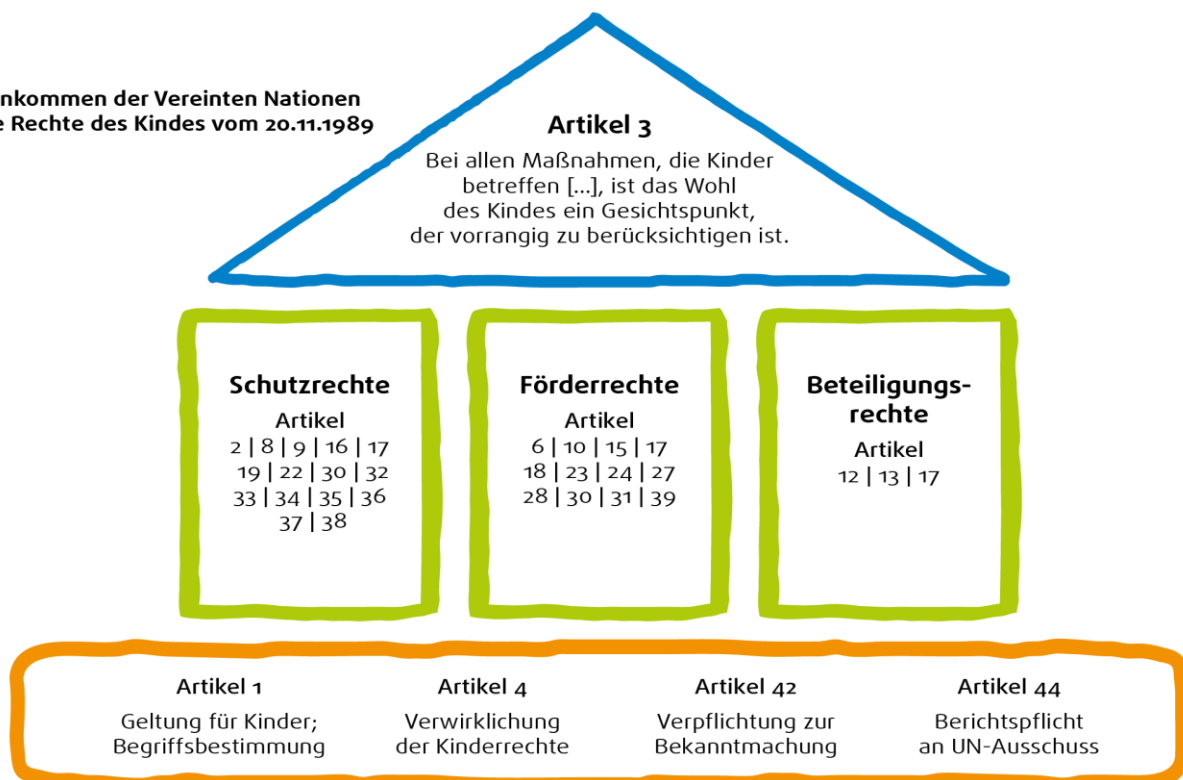 nkommen der Vereinten Nationen
e Rechte des Kindes vom 20.11.1989
Artikel 3
Bei allen Maßnahmen, die Kinder
betreffen [...], ist das Wohl
des Kindes ein Gesichtspunkt,
der vorrangig zu berücksichtigen ist.
Schutzrechte
Artikel
2 | 8 | 9 | 16 | 17
19 | 22 | 30 | 32
33 | 34 | 35 | 36
37 | 38
Förderrechte
Artikel
6 | 10 | 15 | 17
18 | 23 | 24 | 27
28 | 30 | 31 | 39
Beteiligungs-
rechte
Artikel
12 | 13 | 17
Artikel 1
Geltung für Kinder;
Begriffsbestimmung
Artikel 4
Verwirklichung
der Kinderrechte
Artikel 42
Verpflichtung zur
Bekanntmachung
Artikel 44
Berichtspflicht
an UN-Ausschuss